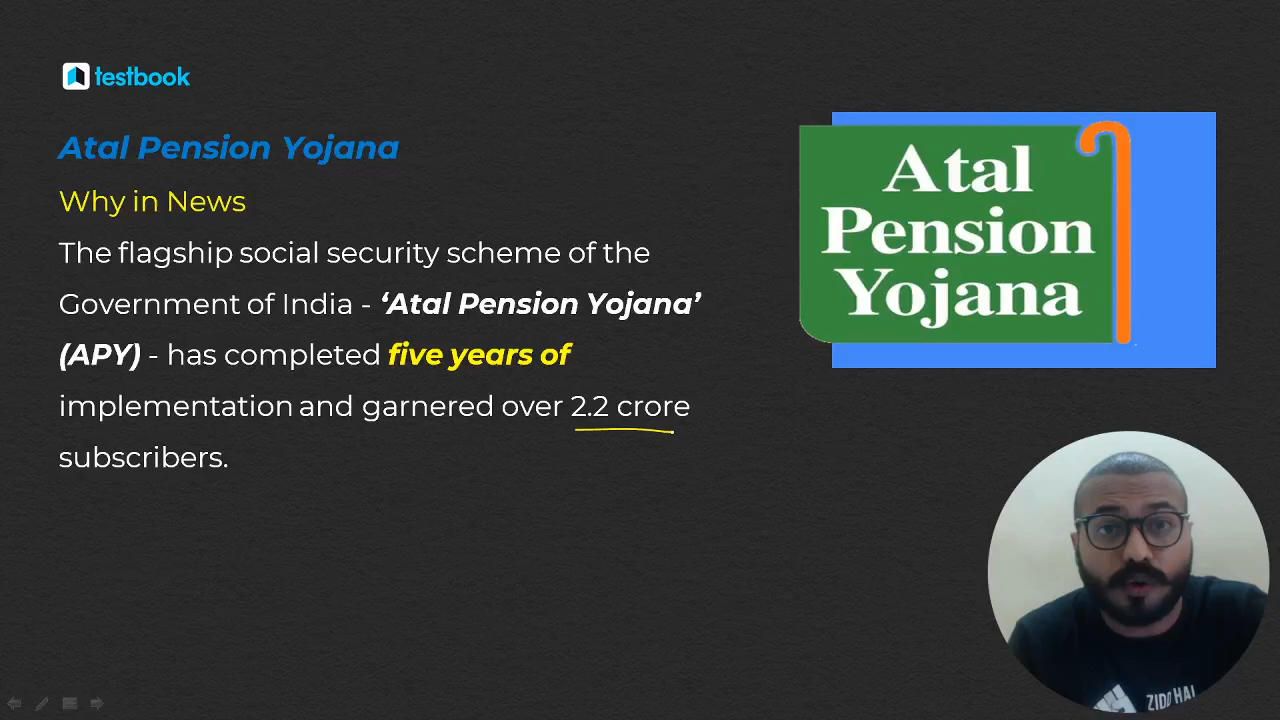 testbook
Atal Pension Yojana
Why in News
The flagship social security scheme of the
Government of India - ‘Atal Pension Yojana’
(APY) - has completed five years of
implementation and garnered over 2.2 crore
subscribers.
Atal
Pension
Yojana